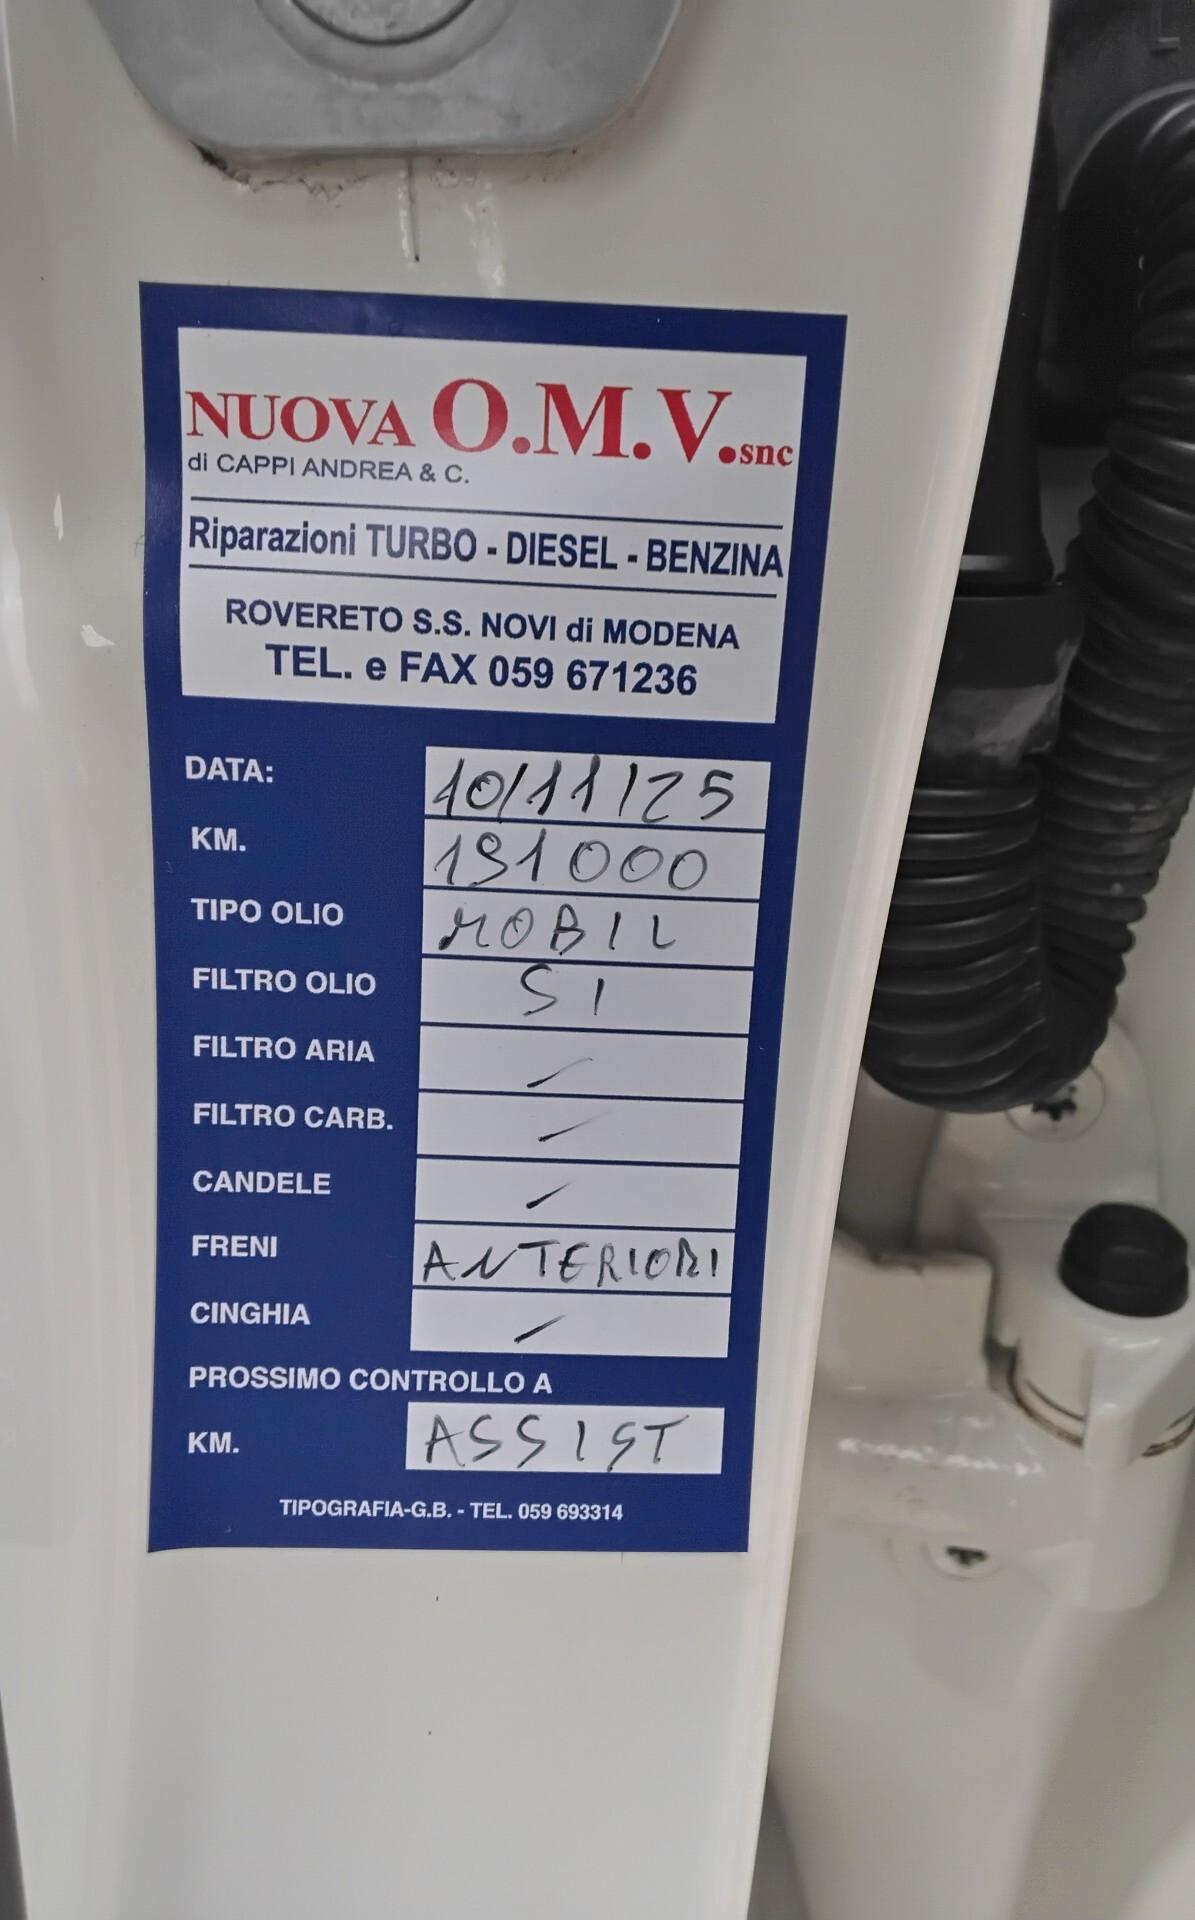 NUOVA O.M.V.snc
di CAPPI ANDREA & C.
Riparazioni TURBO - DIESEL - BENZINA
ROVERETO S.S. NOVI di MODENA
TEL. e FAX 059 671236
DATA: 10/11/25
KM. 191000
TIPO OLIO MOBIL
FILTRO OLIO SI
FILTRO ARIA /
FILTRO CARB. /
CANDELE /
FRENI ANTERIORI
CINGHIA /
PROSSIMO CONTROLLO A
KM. ASSIST
TIPOGRAFIA-G.B. - TEL. 059 693314